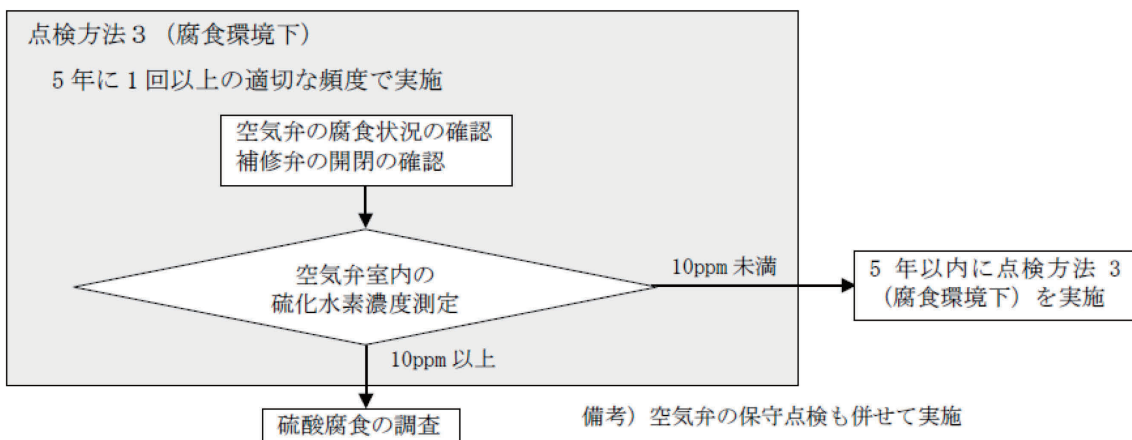 点検方法3（腐食環境下）
5年に1回以上の適切な頻度で実施
空気弁の腐食状況の確認
補修弁の開閉の確認
空気弁室内の
硫化水素濃度測定
10ppm 未満
5 年以内に点検方法 3
（腐食環境下）を実施
10ppm 以上
硫酸腐食の調査
備考）空気弁の保守点検も併せて実施